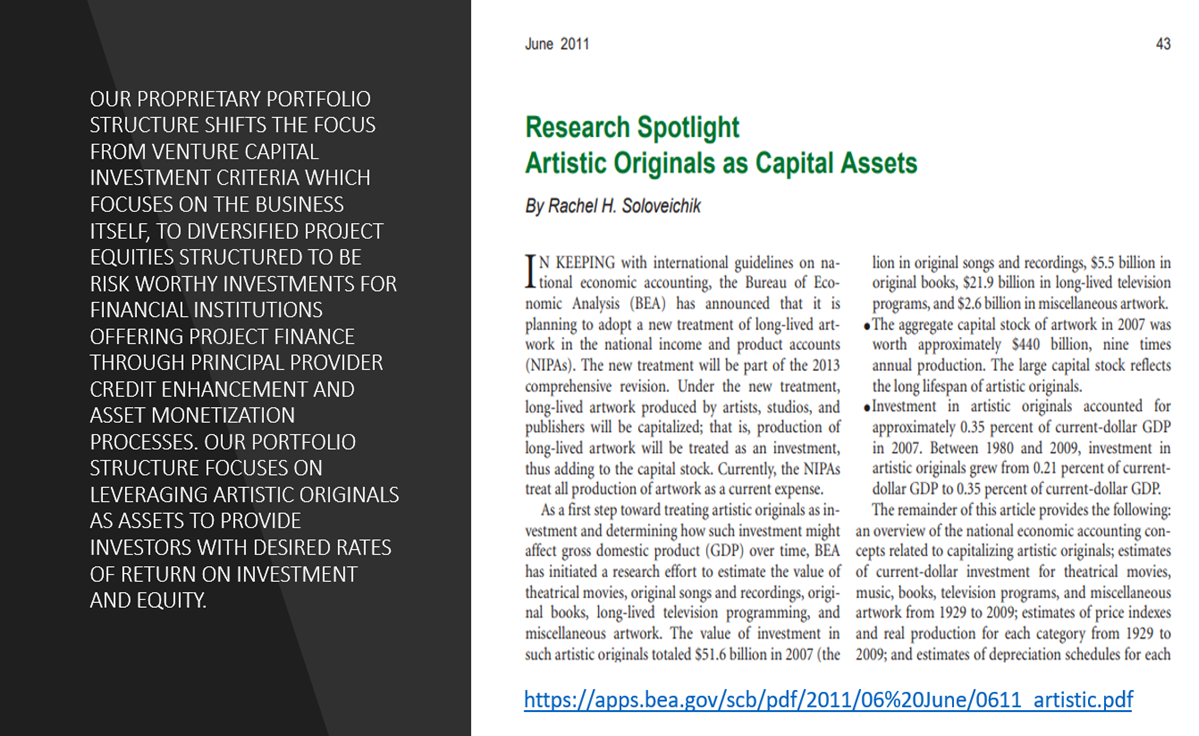 OUR PROPRIETARY PORTFOLIO
STRUCTURE SHIFTS THE FOCUS
FROM VENTURE CAPITAL
INVESTMENT CRITERIA WHICH
FOCUSES ON THE BUSINESS
ITSELF, TO DIVERSIFIED PROJECT
EQUITIES STRUCTURED TO BE
RISK WORTHY INVESTMENTS FOR
FINANCIAL INSTITUTIONS
OFFERING PROJECT FINANCE
THROUGH PRINCIPAL PROVIDER
CREDIT ENHANCEMENT AND
ASSET MONETIZATION
PROCESSES. OUR PORTFOLIO
STRUCTURE FOCUSES ON
LEVERAGING ARTISTIC ORIGINALS
AS ASSETS TO PROVIDE
INVESTORS WITH DESIRED RATES
OF RETURN ON INVESTMENT
AND EQUITY.
June 2011
43
Research Spotlight
Artistic Originals as Capital Assets
By Rachel H. Soloveichik
IN KEEPING with international guidelines on na-
tional economic accounting, the Bureau of Eco-
nomic Analysis (BEA) has announced that it is
planning to adopt a new treatment of long-lived art-
work in the national income and product accounts
(NIPAs). The new treatment will be part of the 2013
comprehensive revision. Under the new treatment,
long-lived artwork produced by artists, studios, and
publishers will be capitalized; that is, production of
long-lived artwork will be treated as an investment,
thus adding to the capital stock. Currently, the NIPAs
treat all production of artwork as a current expense.
As a first step toward treating artistic originals as in-
vestment and determining how such investment might
affect gross domestic product (GDP) over time, BEA
has initiated a research effort to estimate the value of
theatrical movies, original songs and recordings, origi-
nal books, long-lived television programming, and
miscellaneous artwork. The value of investment in
such artistic originals totaled $51.6 billion in 2007 (the
lion in original songs and recordings, $5.5 billion in
original books, $21.9 billion in long-lived television
programs, and $2.6 billion in miscellaneous artwork.
●The aggregate capital stock of artwork in 2007 was
worth approximately $440 billion, nine times
annual production. The large capital stock reflects
the long lifespan of artistic originals.
●Investment in artistic originals accounted for
approximately 0.35 percent of current-dollar GDP
in 2007. Between 1980 and 2009, investment in
artistic originals grew from 0.21 percent of current-
dollar GDP to 0.35 percent of current-dollar GDP.
The remainder of this article provides the following:
an overview of the national economic accounting con-
cepts related to capitalizing artistic originals; estimates
of current-dollar investment for theatrical movies,
music, books, television programs, and miscellaneous
artwork from 1929 to 2009; estimates of price indexes
and real production for each category from 1929 to
2009; and estimates of depreciation schedules for each
https://apps.bea.gov/scb/pdf/2011/06%20June/0611_artistic.pdf